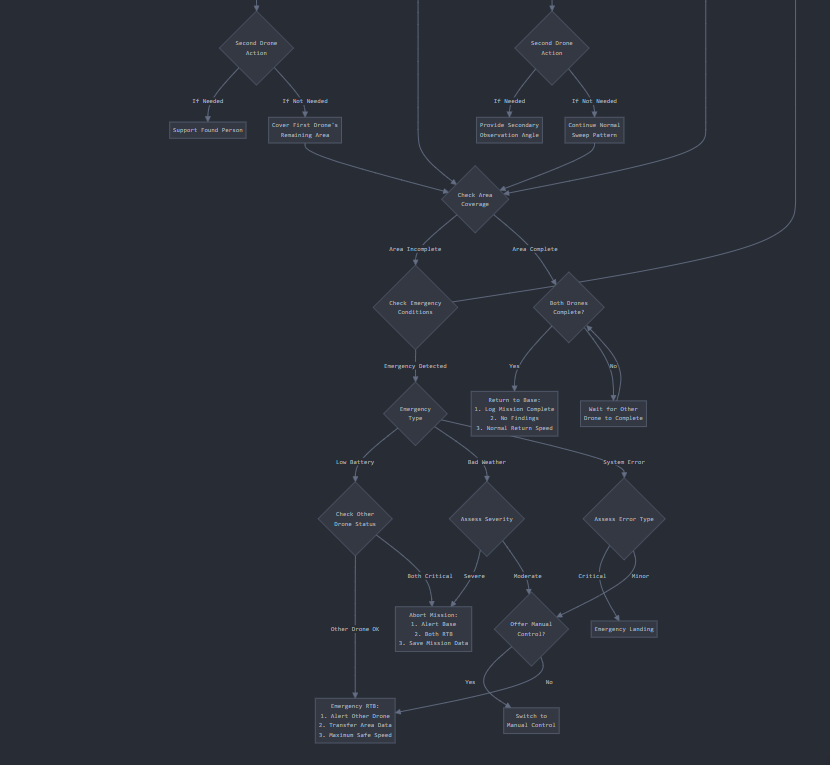 Second Drone
Action
Second Drone
Action
If Needed
If Not Needed
If Needed
If Not Needed
Support Found Person
Cover First Drone's
Remaining Area
Provide Secondary
Observation Angle
Continue Normal
Sweep Pattern
Check Area
Coverage
Area Incomplete
Area Complete
Check Emergency
Conditions
Both Drones
Complete?
Emergency Detected
Yes
No
Emergency
Type
Return to Base:
1. Log Mission Complete
2. No Findings
3. Normal Return Speed
Wait for Other
Drone to Complete
Low Battery
Bad Weather
System Error
Check Other
Drone Status
Assess Severity
Assess Error Type
Both Critical
Severe
Moderate
Critical
Minor
Other Drone OK
Abort Mission:
1. Alert Base
2. Both RTB
3. Save Mission Data
Offer Manual
Control?
Emergency Landing
Yes
No
Emergency RTB:
1. Alert Other Drone
2. Transfer Area Data
3. Maximum Safe Speed
Switch to
Manual Control